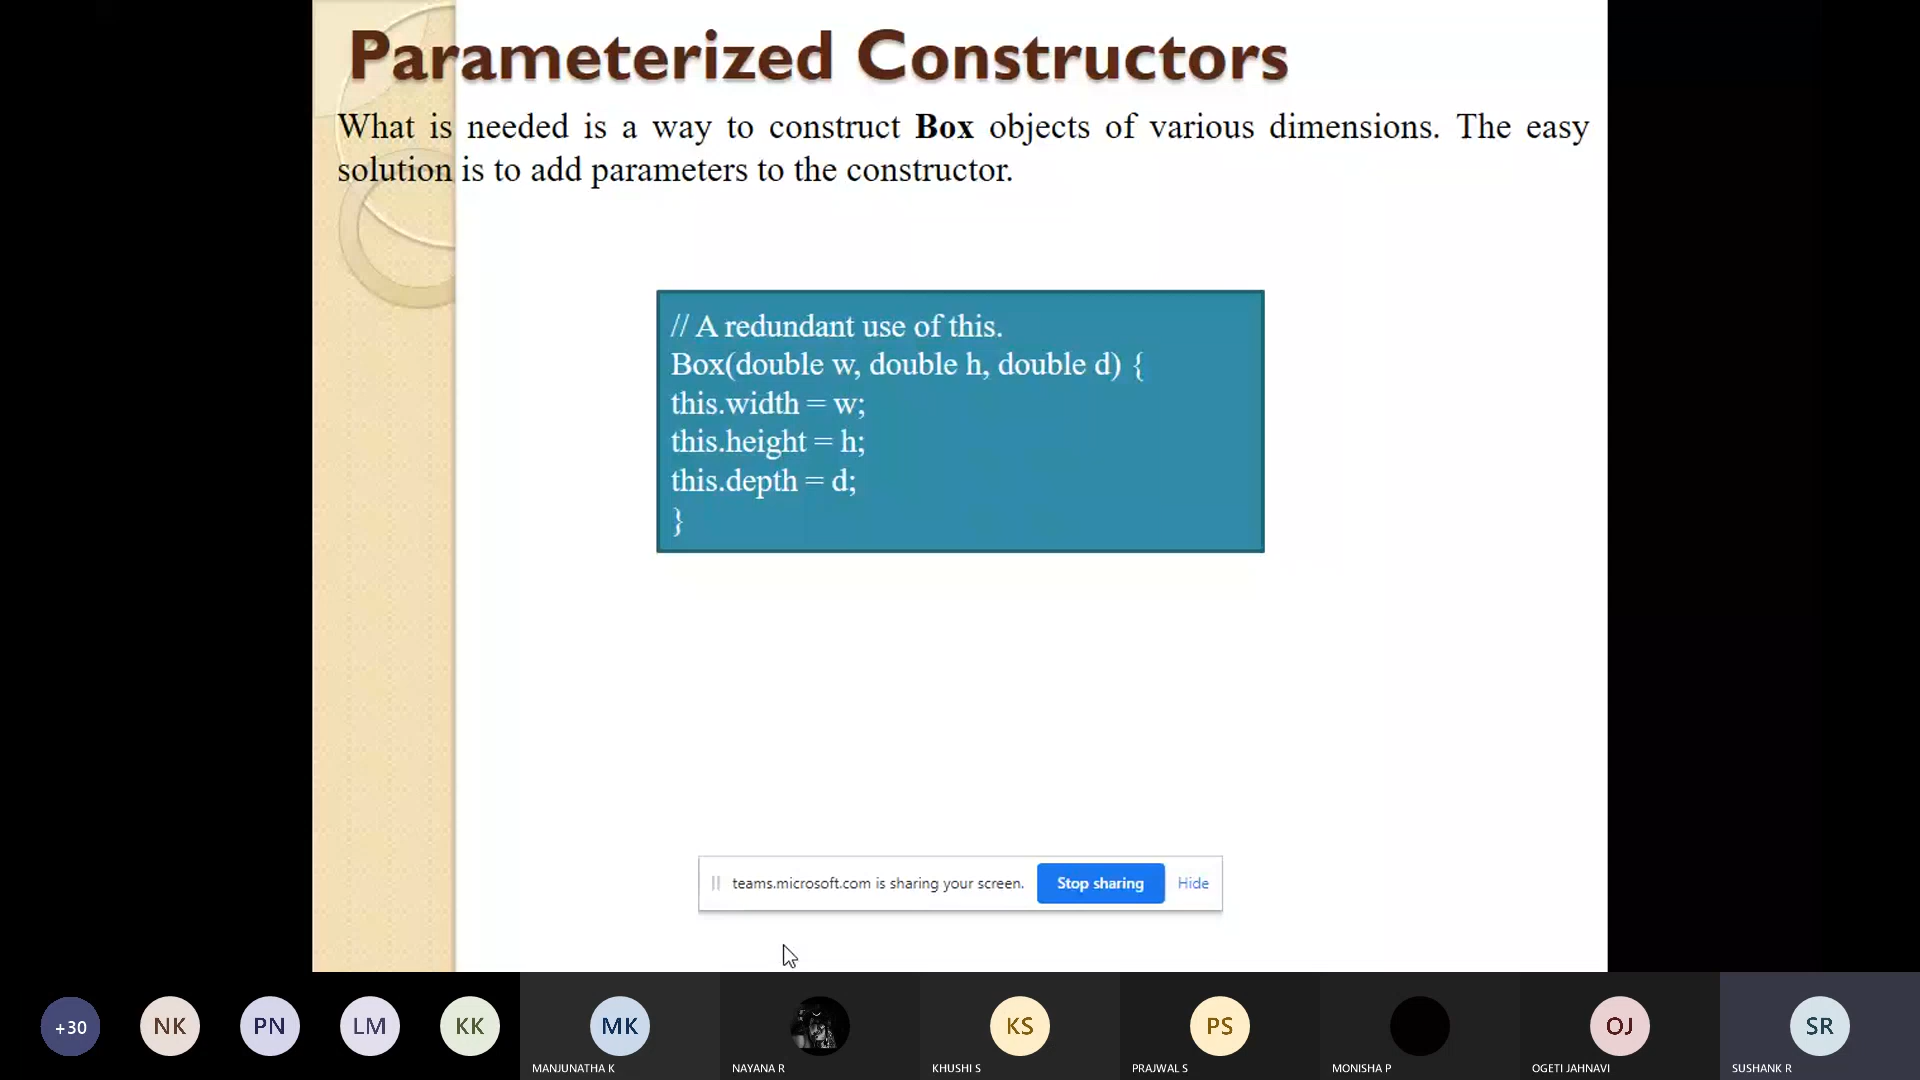 Parameterized Constructors
What is needed is a way to construct Box objects of various dimensions. The easy
solution is to add parameters to the constructor.
// A redundant use of this.
Box(double w, double h, double d) {
this.width = w;
this.height = h;
this.depth = d;
}
teams.microsoft.com is sharing your screen. Stop sharing Hide
+30 NK PN LM KK MK KS PS OJ SR
MANJUNATHA K NAYANA R KHUSHI S PRAJWAL S MONISHA P OGETI JAHNAVI SUSHANK R